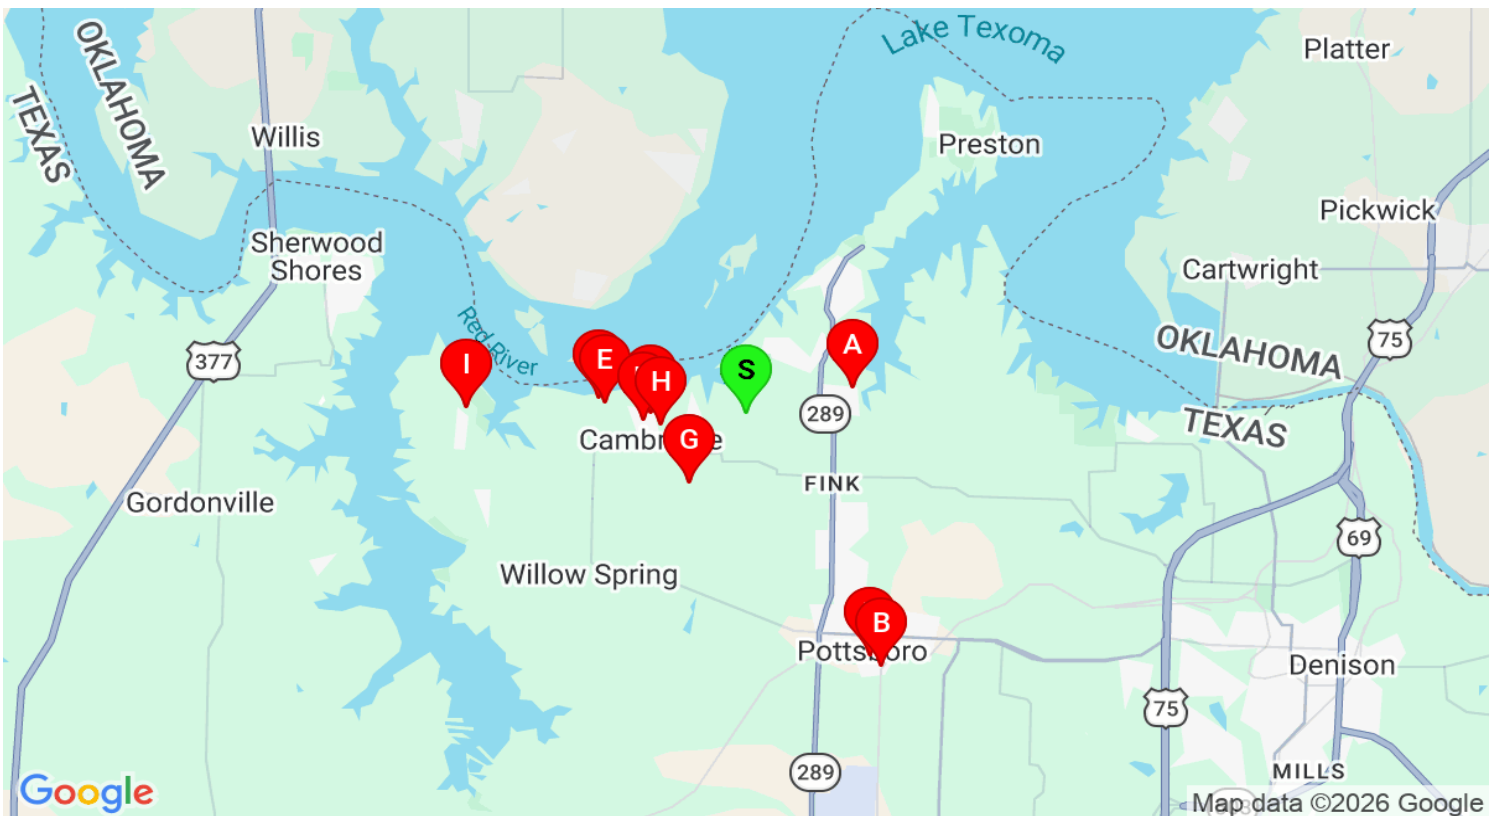 OKLAHOMA
TEXAS
Lake Texoma
Platter
Willis
Preston
Pickwick
Sherwood
Shores
Cartwright
Red River
377
I
E
H
S
A
OKLAHOMA
75
289
TEXAS
G
FINK
Gordonville
69
Willow Spring
B
Pottsboro
Denison
75
289
MILLS
Google
Map data ©2026 Google